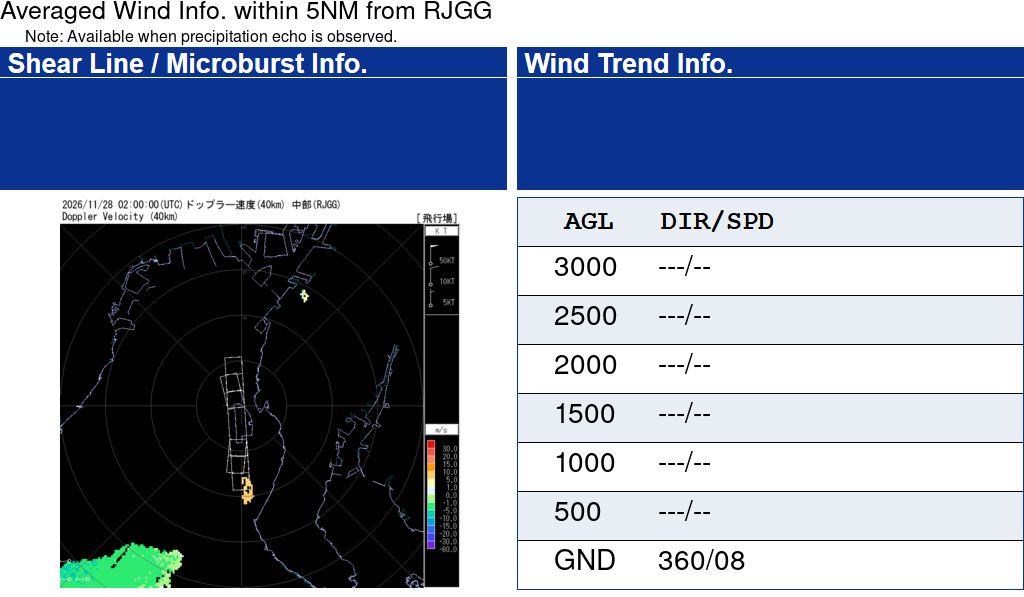 Averaged Wind Info. within 5NM from RJGG
Note: Available when precipitation echo is observed.
Shear Line / Microburst Info.
Wind Trend Info.
2026/11/28 02:00:00(UTC) ドップラー速度(40km) 中部(RJGG)
Doppler Velocity (40km)
[飛行場]
K T
50KT
10KT
5KT
m/s
30.0
20.0
15.0
10.0
5.0
1.0
0.0
-1.0
-5.0
-10.0
-15.0
-20.0
-30.0
-60.0
AGL DIR/SPD
3000 ---/--
2500 ---/--
2000 ---/--
1500 ---/--
1000 ---/--
500 ---/--
GND 360/08